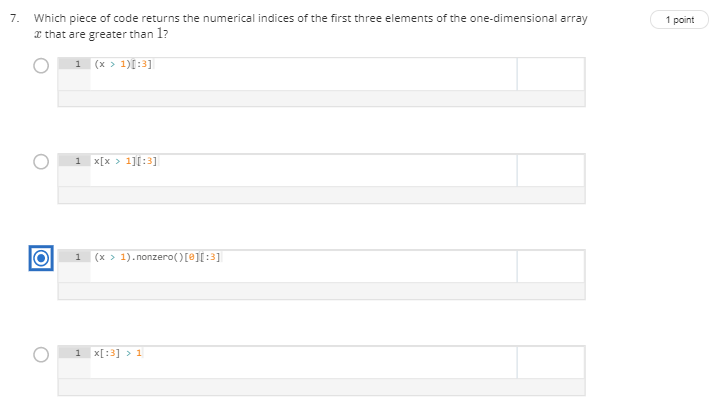 7. Which piece of code returns the numerical indices of the first three elements of the one-dimensional array
x that are greater than 1?
1 point
1 (x > 1)[:3]
1 x[x > 1][:3]
1 (x > 1).nonzero()[0][:3]
1 x[:3] > 1